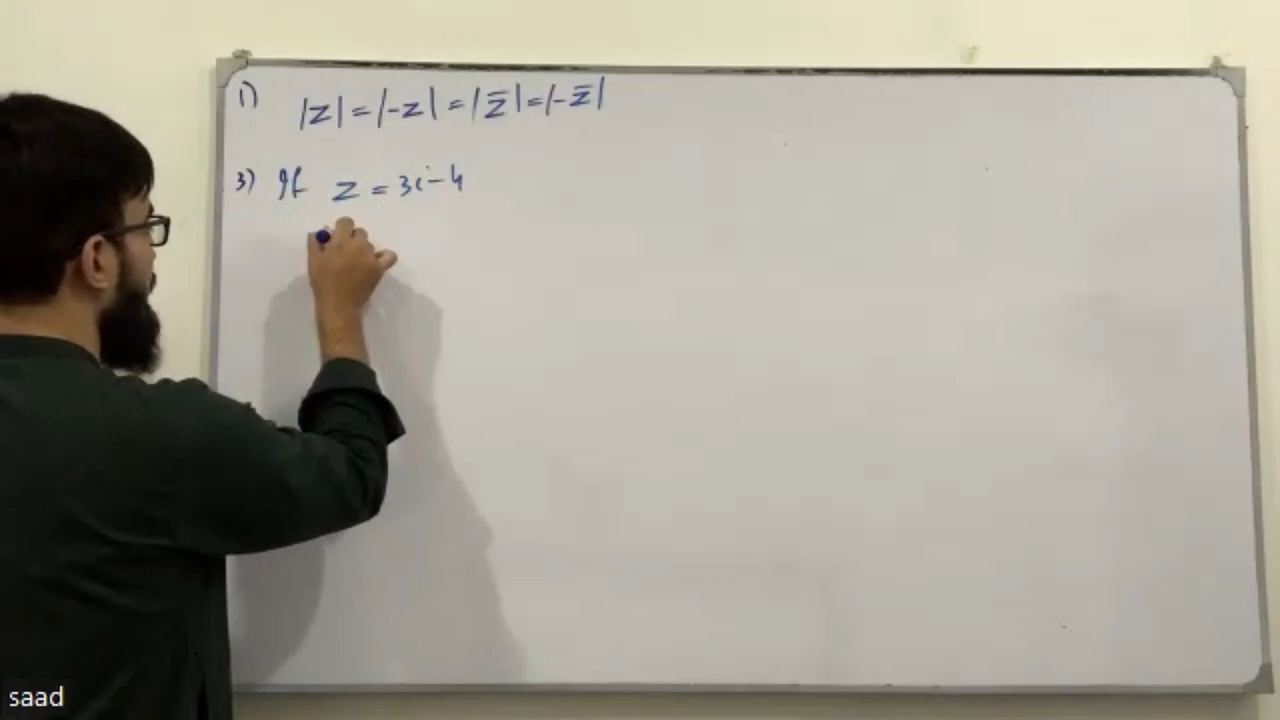 1) |z| = |-z| = |z̅| = |-z̅|
3) If z = 3i - 4
saad